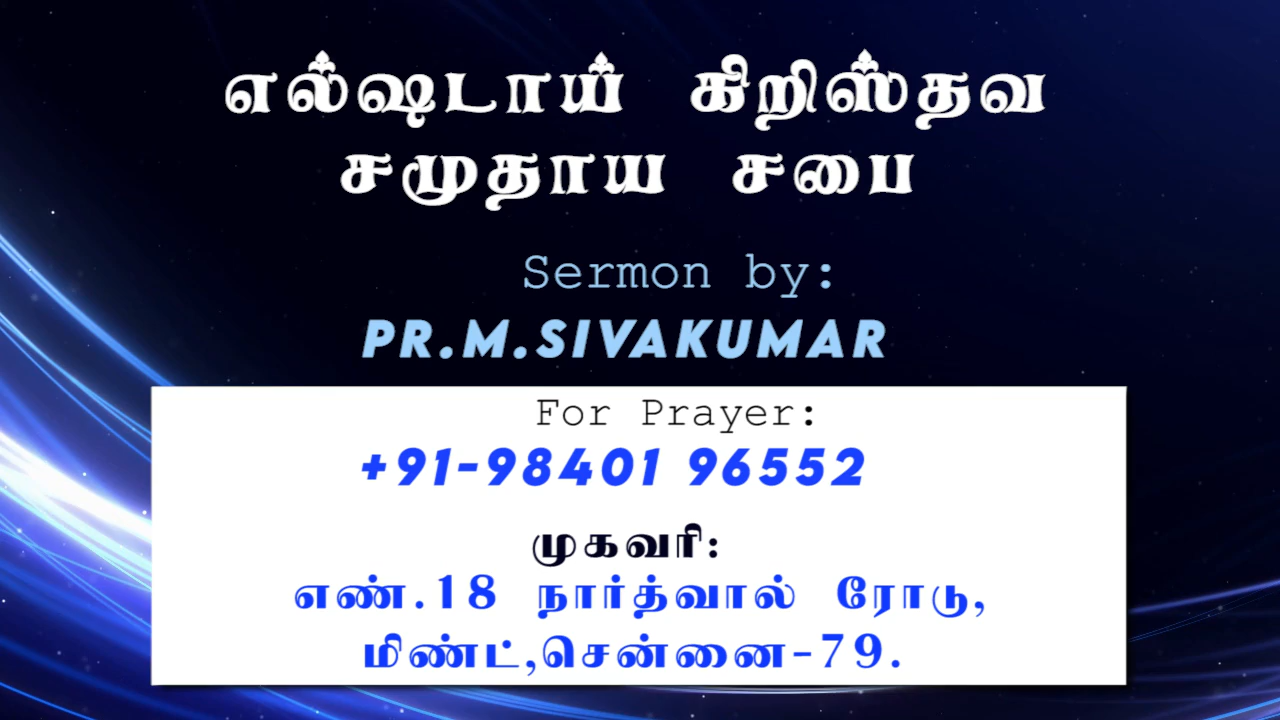 எல்ஷடாய் கிறிஸ்தவ
சமுதாய சபை
Sermon by:
PR.M.SIVAKUMAR
For Prayer:
+91-98401 96552
முகவரி:
எண்.18 நார்த்வால் ரோடு,
மிண்ட்,சென்னை-79.